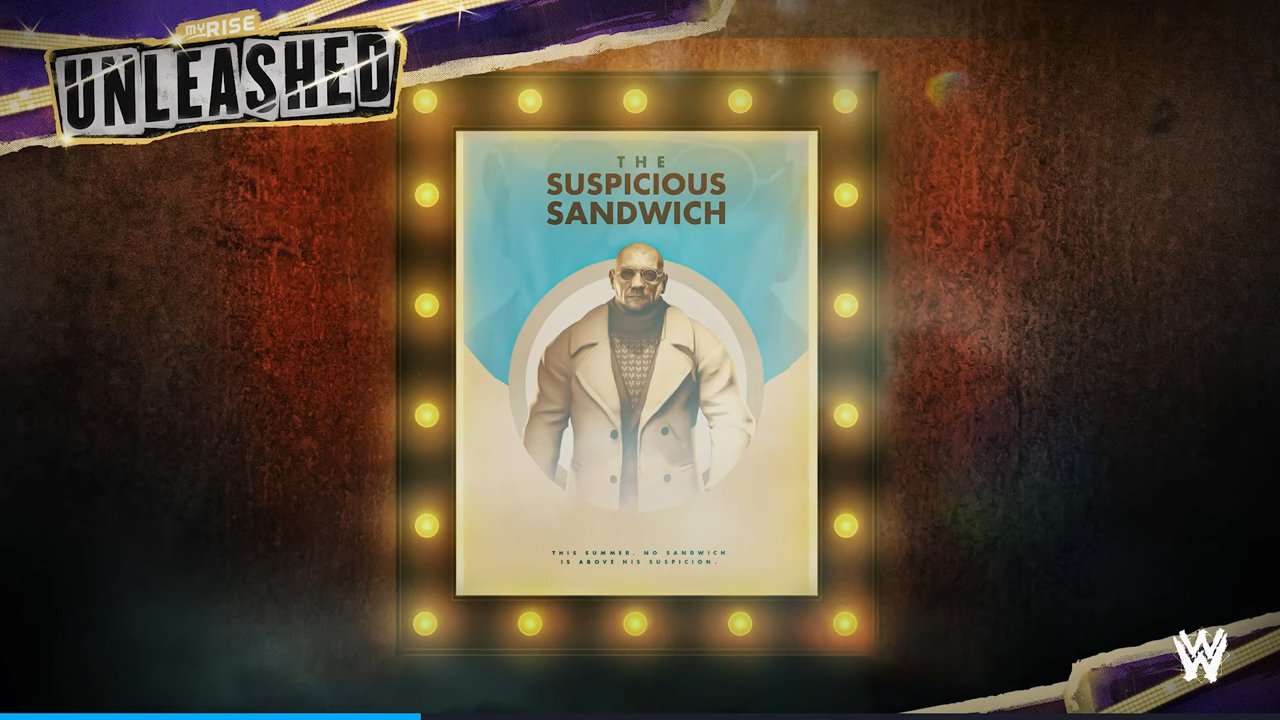 MYRISE
UNLEASHED
THE
SUSPICIOUS
SANDWICH
THIS SUMMER, NO SANDWICH
IS ABOVE HIS SUSPICION.
W